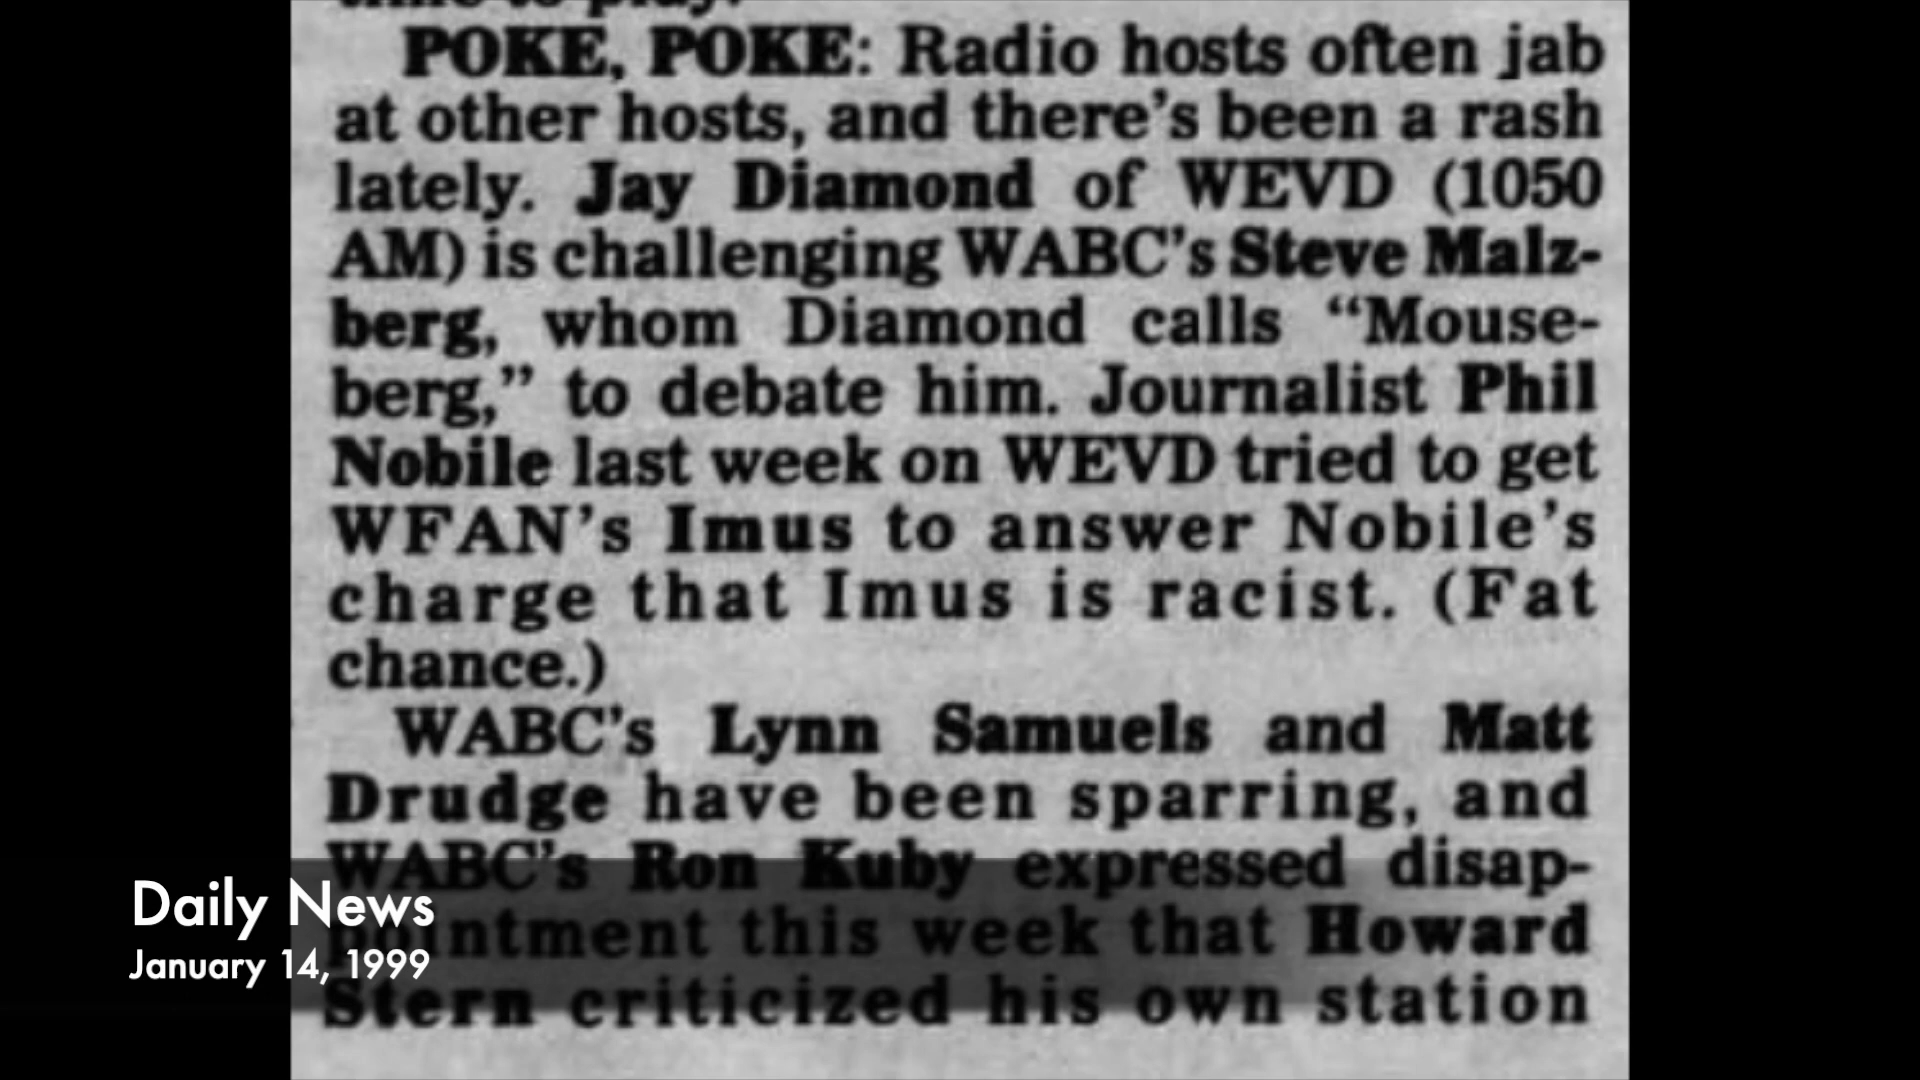 time to play.
POKE, POKE: Radio hosts often jab
at other hosts, and there's been a rash
lately. Jay Diamond of WEVD (1050
AM) is challenging WABC's Steve Malz-
berg, whom Diamond calls "Mouse-
berg," to debate him. Journalist Phil
Nobile last week on WEVD tried to get
WFAN's Imus to answer Nobile's
charge that Imus is racist. (Fat
chance.)
WABC's Lynn Samuels and Matt
Drudge have been sparring, and
WABC's Ron Kuby expressed disap-
pointment this week that Howard
Stern criticized his own station
Daily News
January 14, 1999